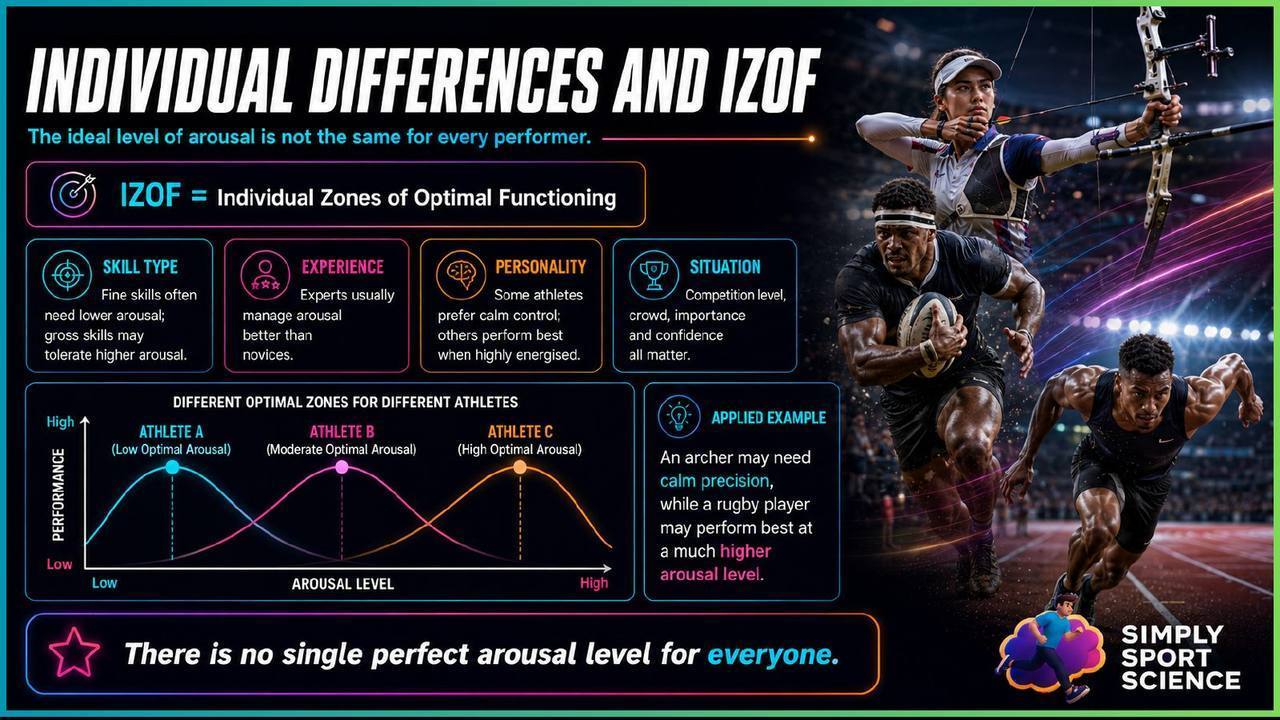 INDIVIDUAL DIFFERENCES AND IZOF
The ideal level of arousal is not the same for every performer.
IZOF = Individual Zones of Optimal Functioning
SKILL TYPE
Fine skills often
need lower arousal;
gross skills may
tolerate higher arousal.
EXPERIENCE
Experts usually
manage arousal
better than
novices.
PERSONALITY
Some athletes
prefer calm control;
others perform best
when highly energised.
SITUATION
Competition level,
crowd, importance
and confidence
all matter.
DIFFERENT OPTIMAL ZONES FOR DIFFERENT ATHLETES
High
PERFORMANCE
Low
ATHLETE A
(Low Optimal Arousal)
ATHLETE B
(Moderate Optimal Arousal)
ATHLETE C
(High Optimal Arousal)
Low
AROUSAL LEVEL
High
APPLIED EXAMPLE
An archer may need
calm precision,
while a rugby player
may perform best at
a much higher
arousal level.
There is no single perfect arousal level for everyone.
SIMPLY
SPORT
SCIENCE